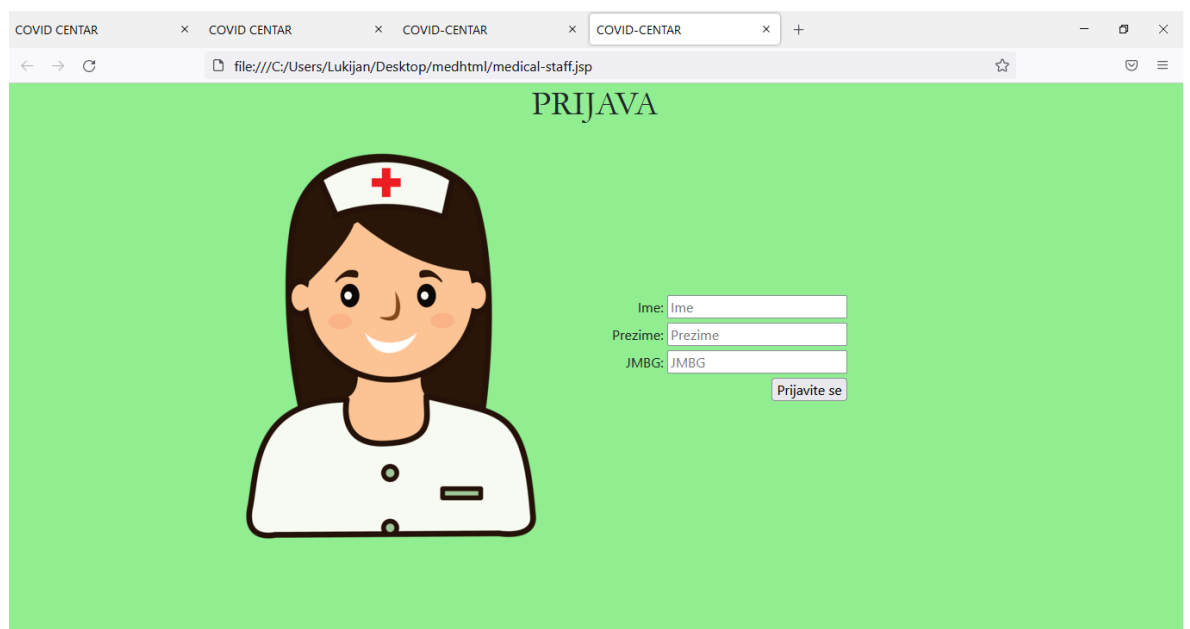 COVID CENTAR COVID CENTAR COVID-CENTAR COVID-CENTAR
file:///C:/Users/Lukijan/Desktop/medhtml/medical-staff.jsp
PRIJAVA
Ime: Ime
Prezime: Prezime
JMBG: JMBG
Prijavite se